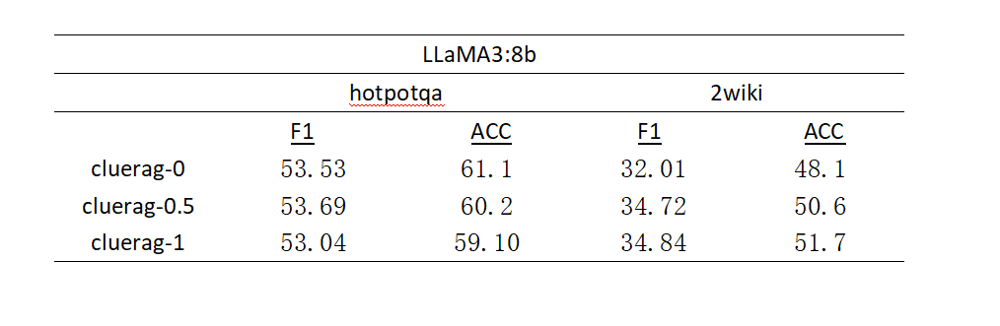 LLaMA3:8b
hotpotqa 2wiki
F1 ACC F1 ACC
cluerag-0 53.53 61.1 32.01 48.1
cluerag-0.5 53.69 60.2 34.72 50.6
cluerag-1 53.04 59.10 34.84 51.7